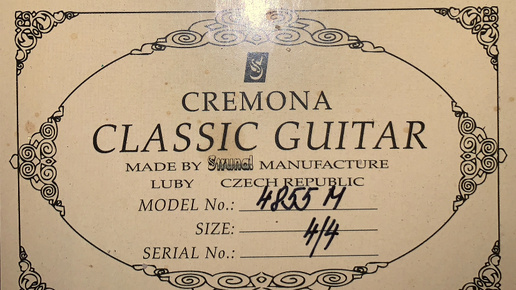 CREMONA
CLASSIC GUITAR
MADE BY Strunal MANUFACTURE
LUBY CZECH REPUBLIC
MODEL No.: 4855 M
SIZE: 4/4
SERIAL No.: